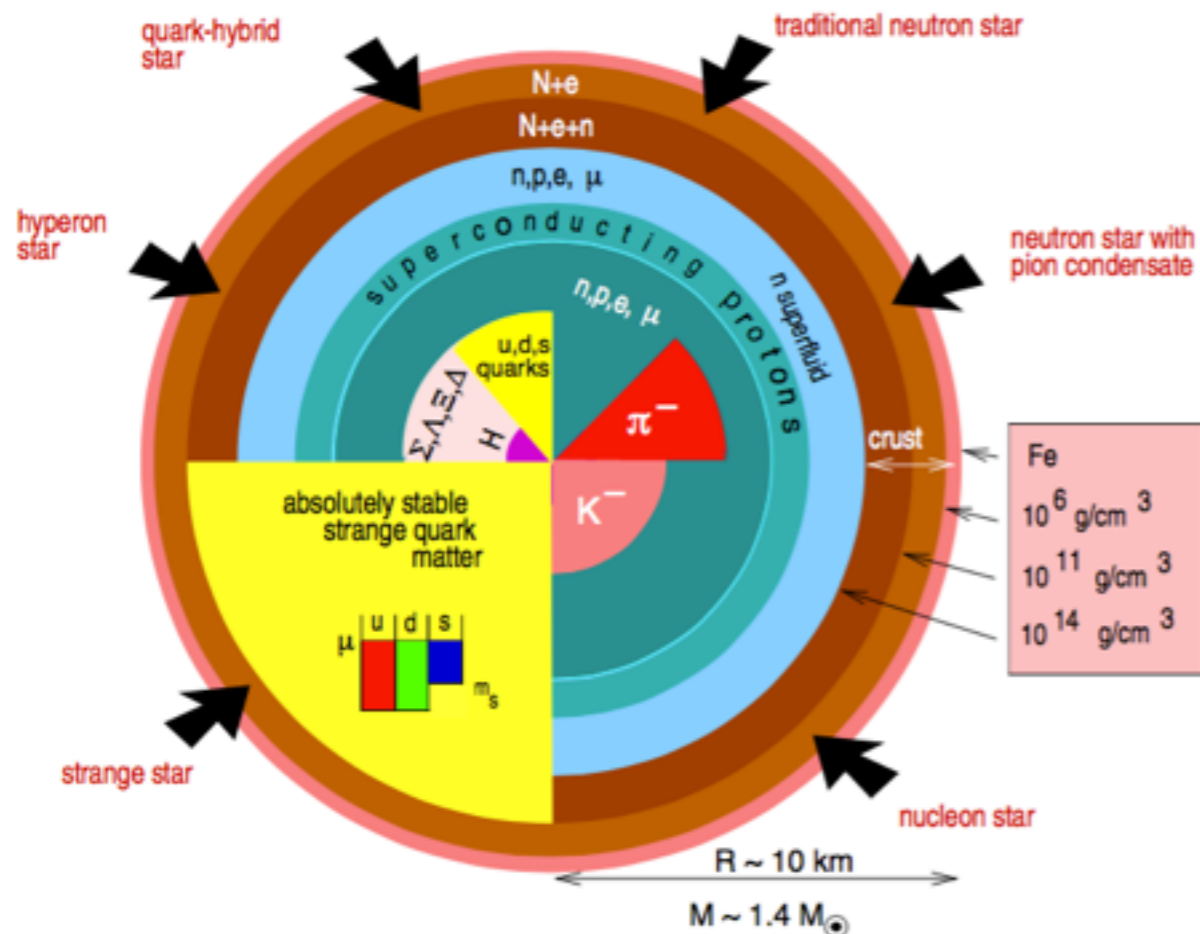 quark-hybrid
star
traditional neutron star
N+e
N+e+n
n,p,e, μ
hyperon
star
superconducting protons
neutron star with
pion condensate
n superfluid
n,p,e, μ
u,d,s
quarks
Σ,Λ,Ξ,Δ
H
π⁻
K⁻
crust
Fe
10⁶ g/cm³
10¹¹ g/cm³
10¹⁴ g/cm³
absolutely stable
strange quark
matter
u d s
μ
mₛ
strange star
nucleon star
R ~ 10 km
M ~ 1.4 M☉